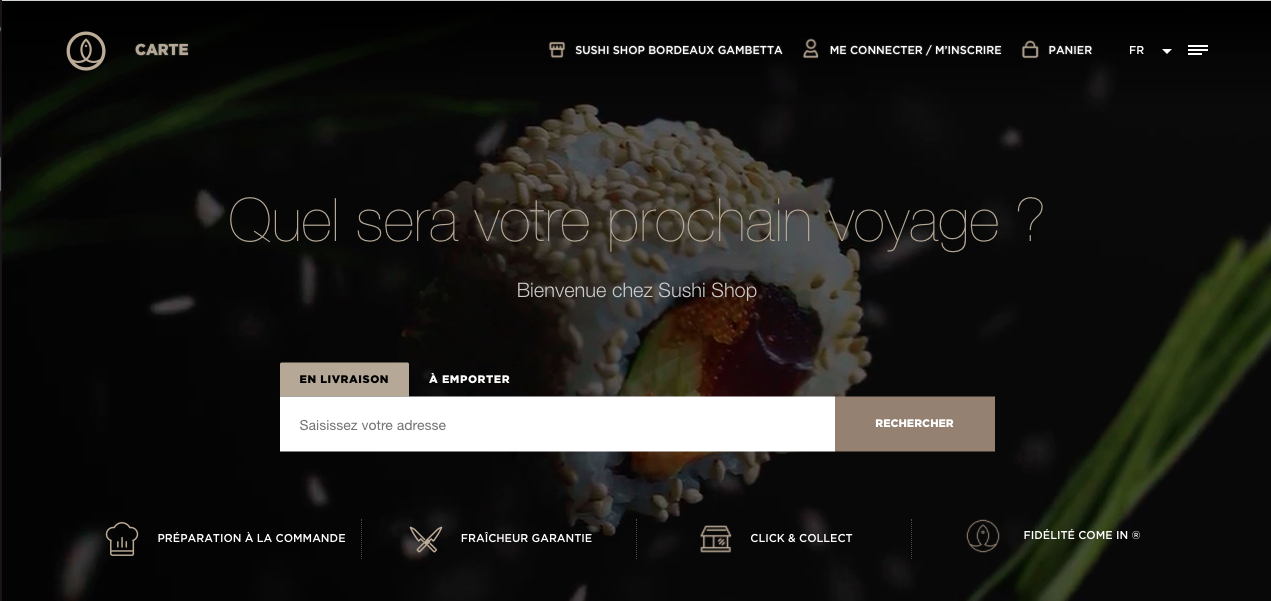 CARTE
SUSHI SHOP BORDEAUX GAMBETTA
ME CONNECTER / M'INSCRIRE
PANIER
FR
Quel sera votre prochain voyage ?
Bienvenue chez Sushi Shop
EN LIVRAISON
À EMPORTER
Saisissez votre adresse
RECHERCHER
PRÉPARATION À LA COMMANDE
FRAÎCHEUR GARANTIE
CLICK & COLLECT
FIDÉLITÉ COME IN ®